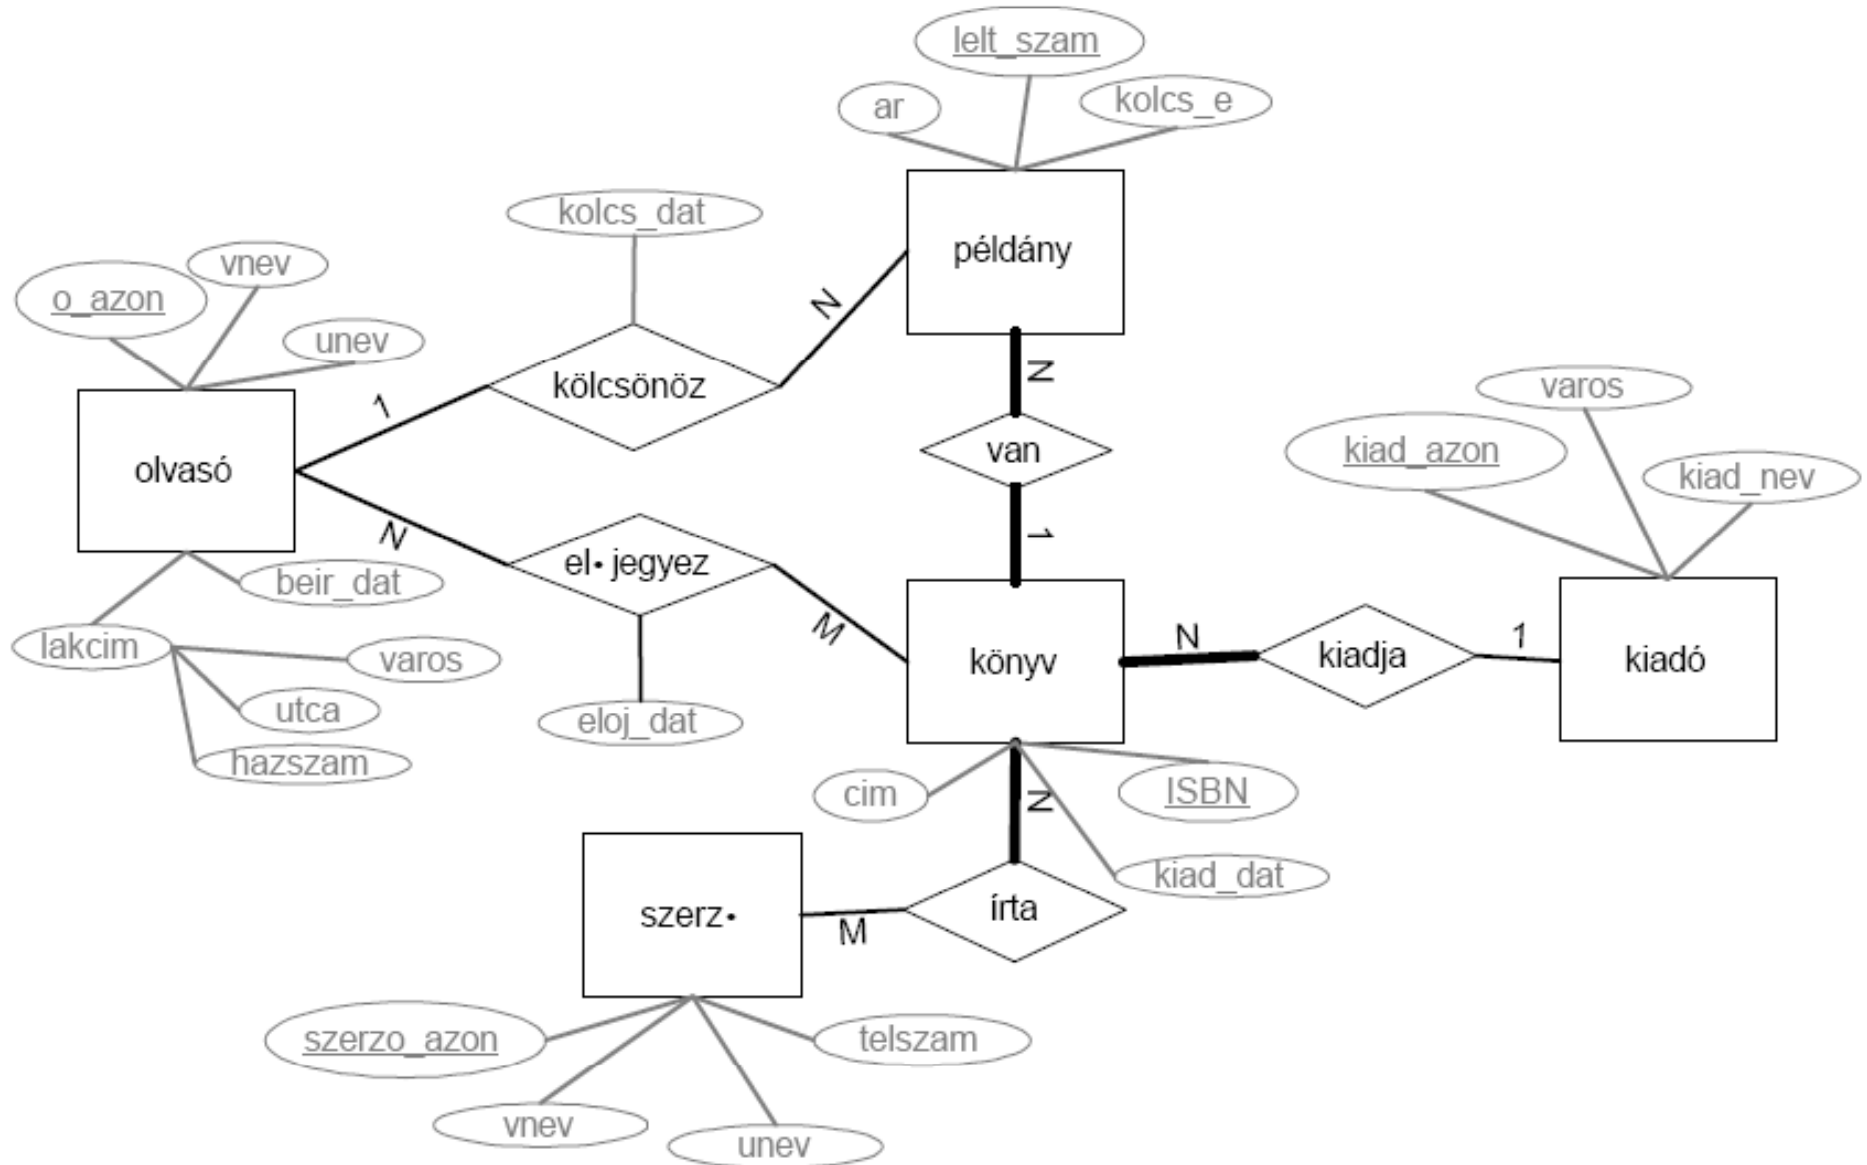 lelt_szam
ar
kolcs_e
kolcs_dat
példány
vnev
o_azon
unev
N
kölcsönöz
1
N
varos
van
kiad_azon
olvasó
kiad_nev
N
1
el•jegyez
beir_dat
M
N
1
kiadja
könyv
kiadó
lakcim
varos
utca
eloj_dat
hazszam
cim
N
ISBN
kiad_dat
szerz•
M
írta
szerzo_azon
telszam
vnev
unev